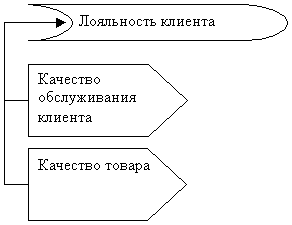 Лояльность клиента
Качество
обслуживания
клиента
Качество товара